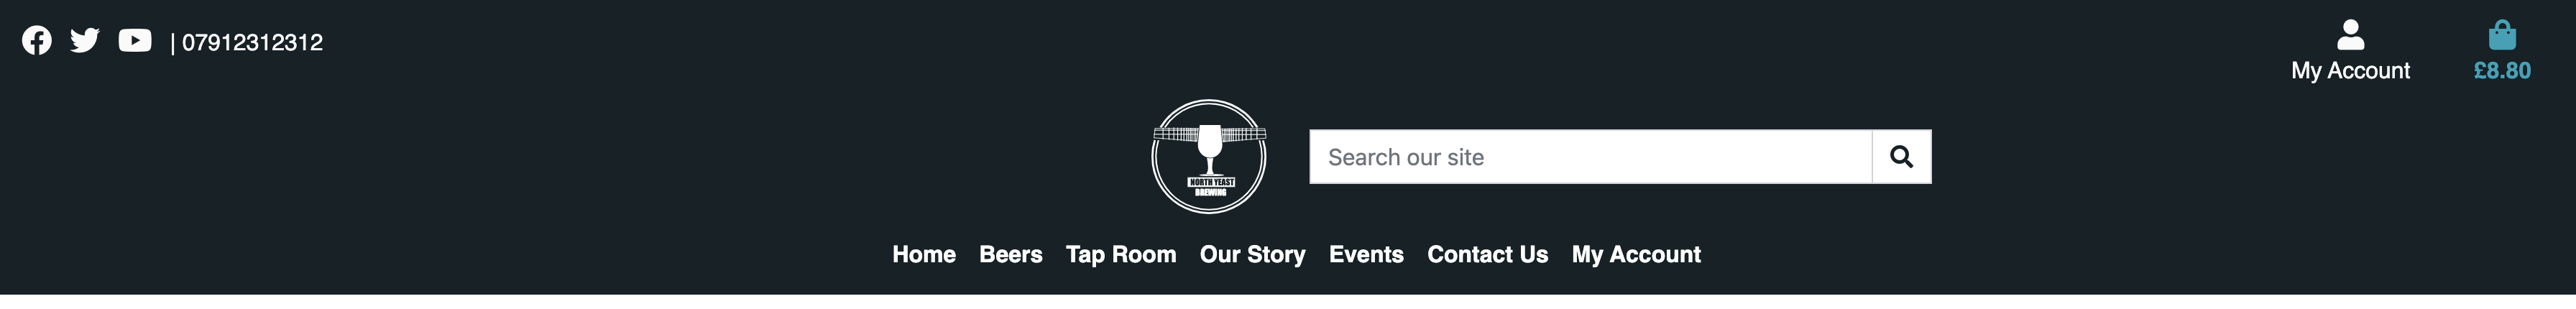 | 07912312312
My Account
£8.80
NORTH YEAST
BREWING
Search our site
Home Beers Tap Room Our Story Events Contact Us My Account